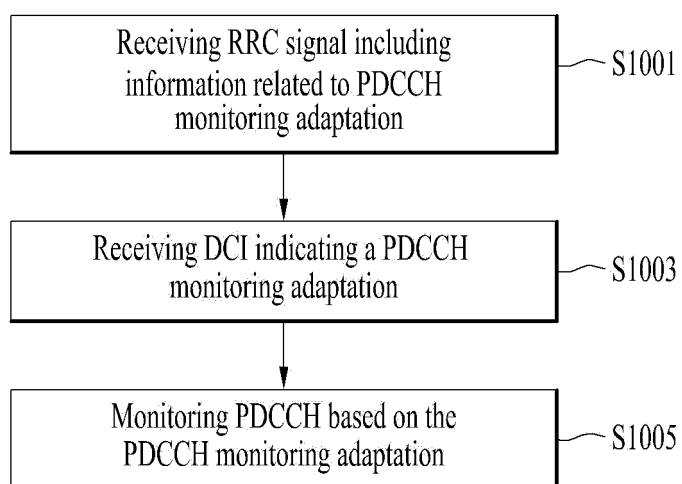 Receiving RRC signal including
information related to PDCCH
monitoring adaptation
S1001
Receiving DCI indicating a PDCCH
monitoring adaptation
S1003
Monitoring PDCCH based on the
PDCCH monitoring adaptation
S1005